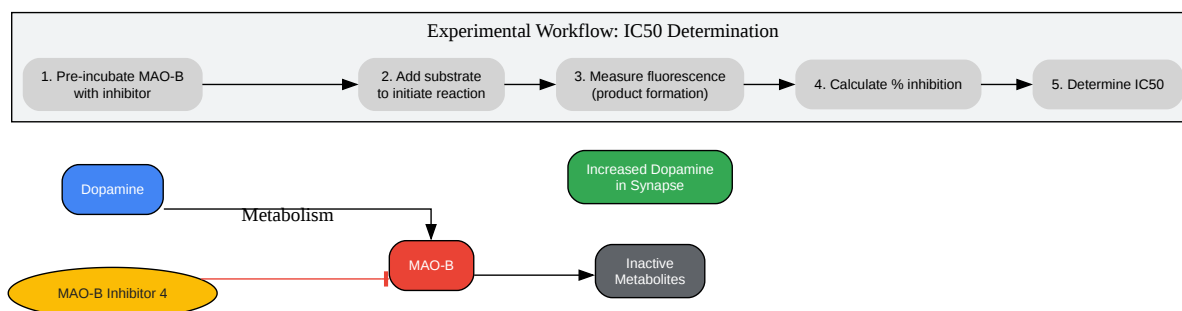 Experimental Workflow: IC50 Determination
1. Pre-incubate MAO-B
with inhibitor
2. Add substrate
to initiate reaction
3. Measure fluorescence
(product formation)
4. Calculate % inhibition
5. Determine IC50
Dopamine
Increased Dopamine
in Synapse
Metabolism
MAO-B
Inactive
Metabolites
MAO-B Inhibitor 4